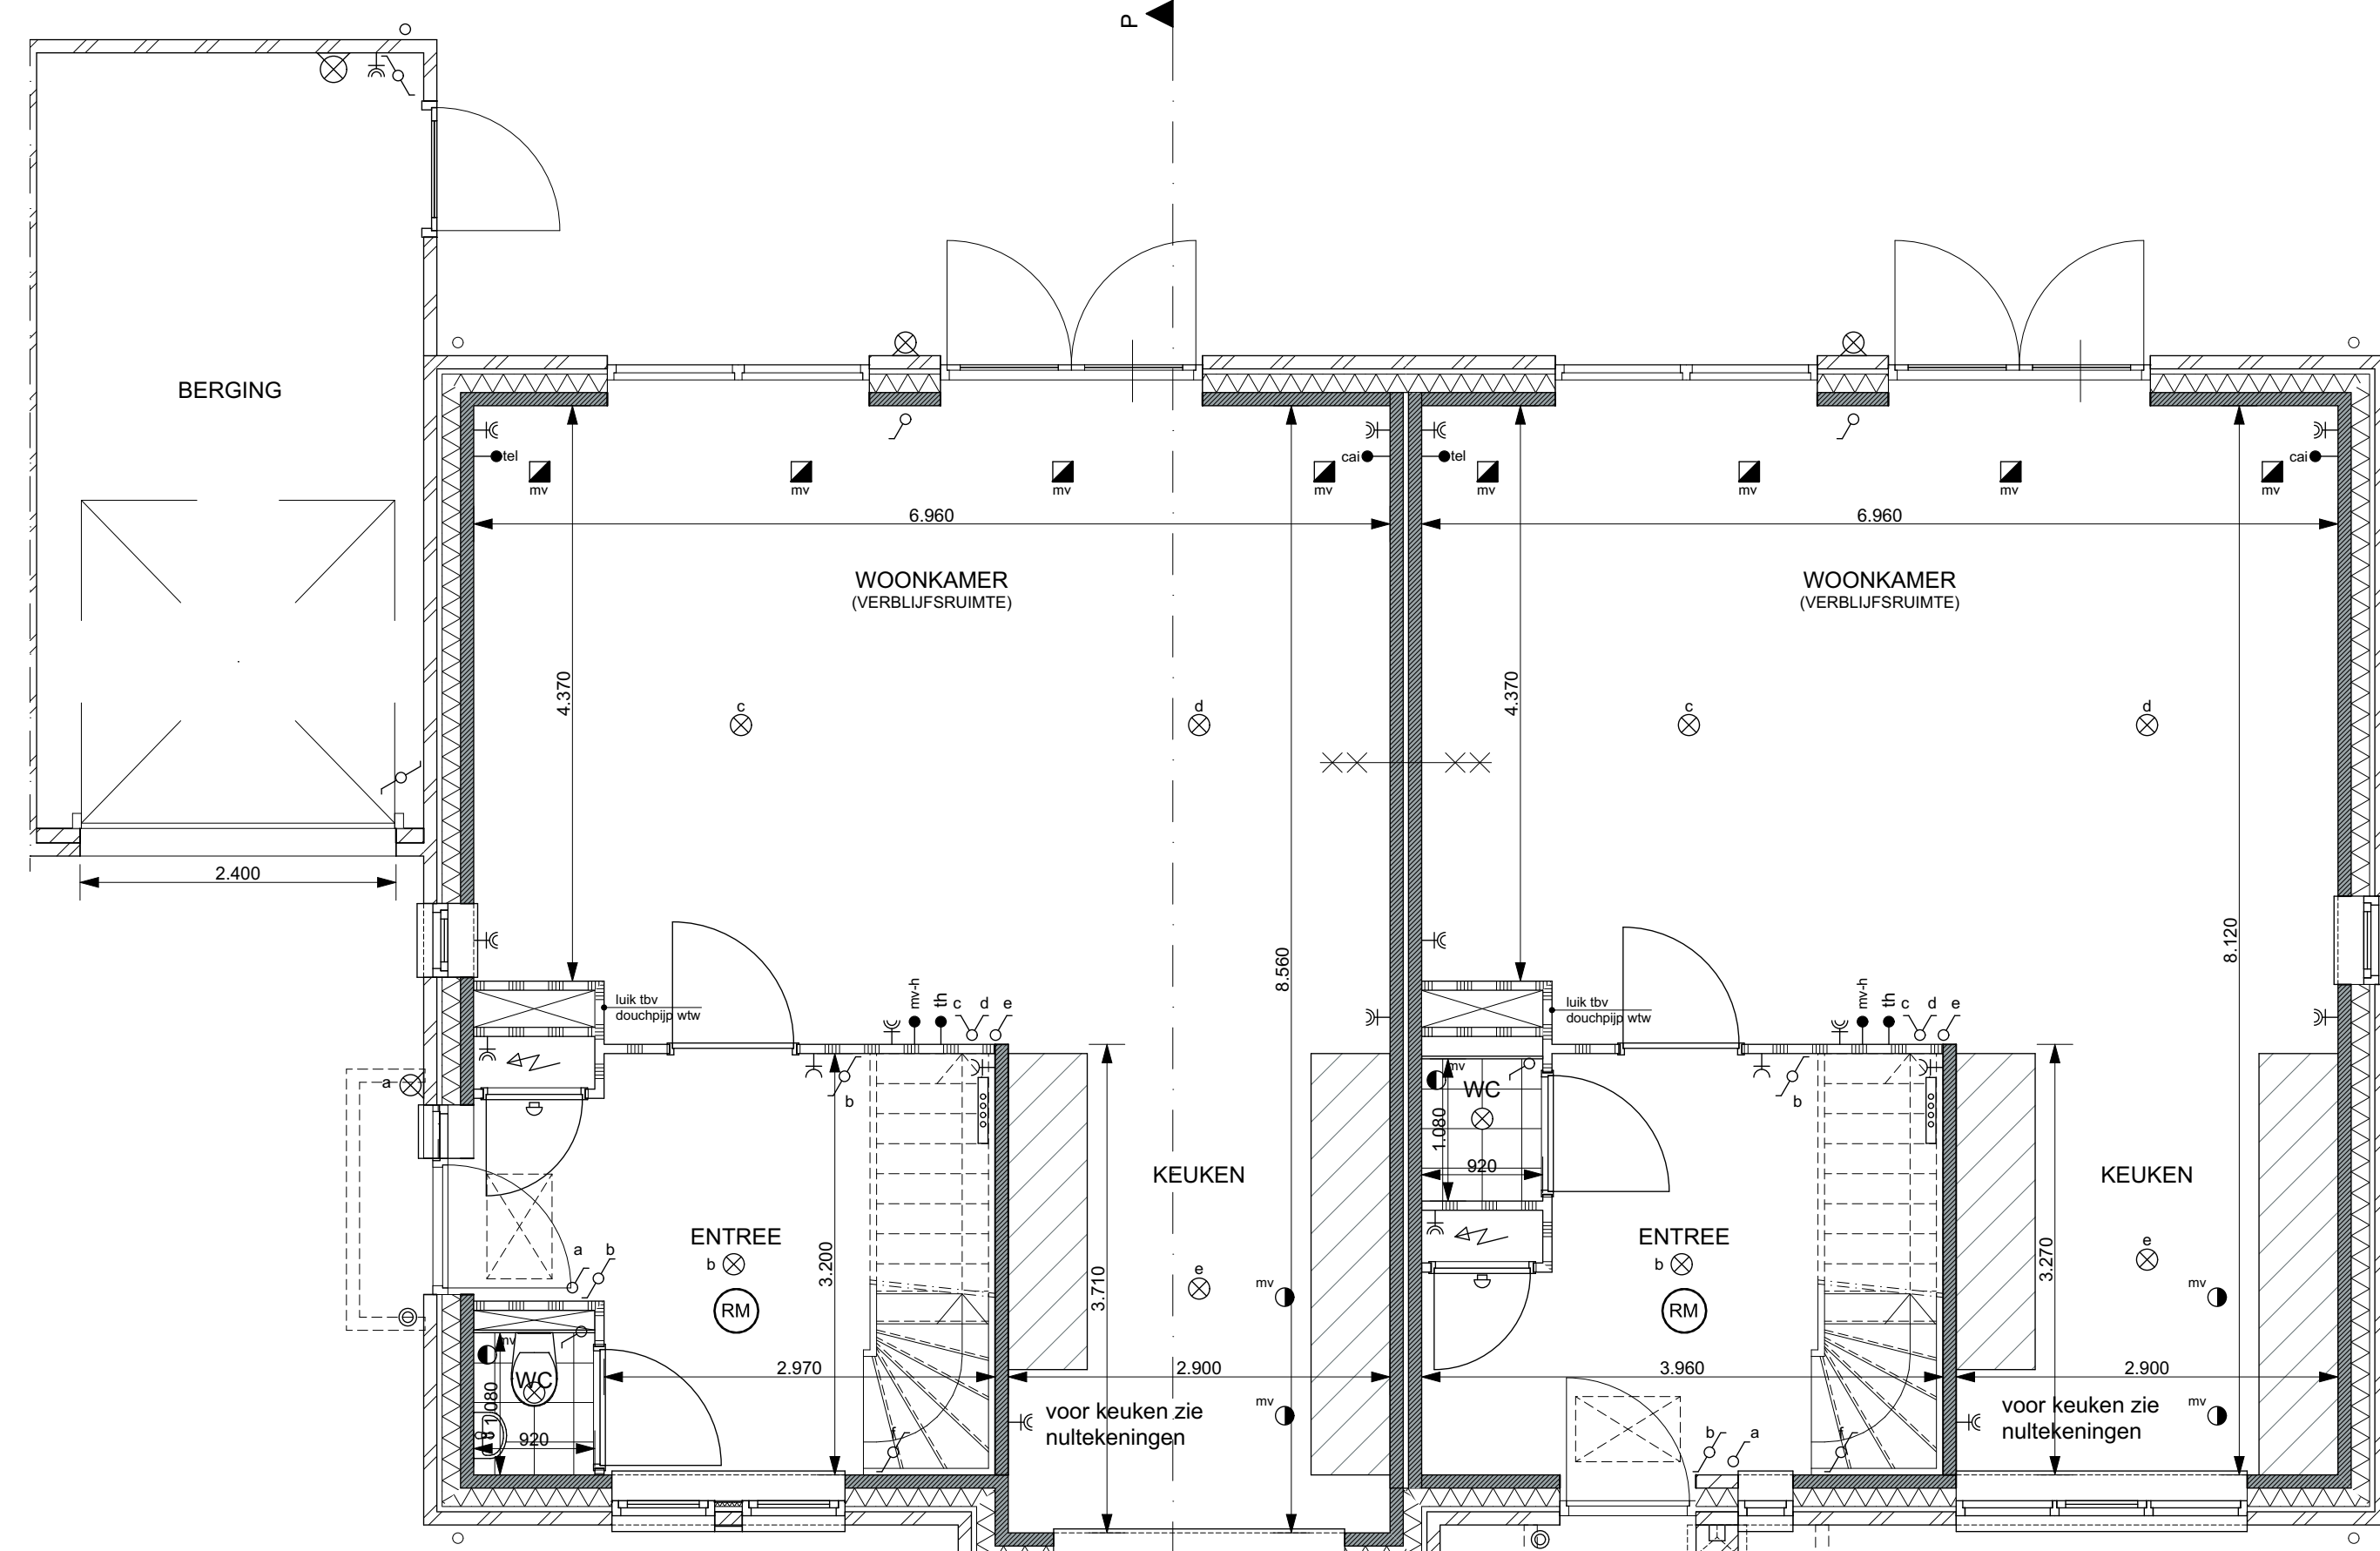 P
BERGING
tel
mv
mv
mv
mv
cai
tel
mv
mv
mv
mv
cai
6.960
6.960
WOONKAMER
(VERBLIJFSRUIMTE)
WOONKAMER
(VERBLIJFSRUIMTE)
4.370
4.370
c
d
c
d
2.400
8.560
8.120
luik tbv
douchpijp wtw
mv-h
th
c
d
e
luik tbv
douchpijp wtw
mv-h
th
c
d
e
a
b
mv
WC
1.080
920
b
KEUKEN
KEUKEN
ENTREE
b
RM
a
b
3.200
3.710
e
mv
ENTREE
b
RM
3.270
e
mv
mv
WC
1.080
920
2.970
2.900
3.960
2.900
mv
mv
voor keuken zie
nultekeningen
voor keuken zie
nultekeningen
f
b
a
f